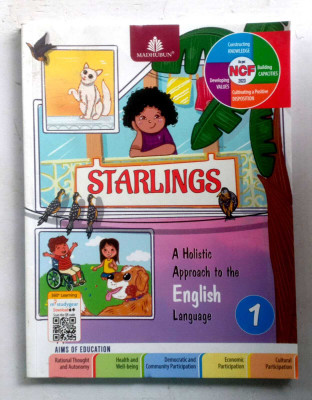 MADHUBUN
Constructing
KNOWLEDGE
As per
NCF
2023
Building
CAPACITIES
Developing
VALUES
Cultivating a Positive
DISPOSITION
STARLINGS
A Holistic
Approach to the
English
Language
1
AIMS OF EDUCATION
Rational Thought
and Autonomy
Health and
Well-being
Democratic and
Community Participation
Economic
Participation
Cultural
Participation